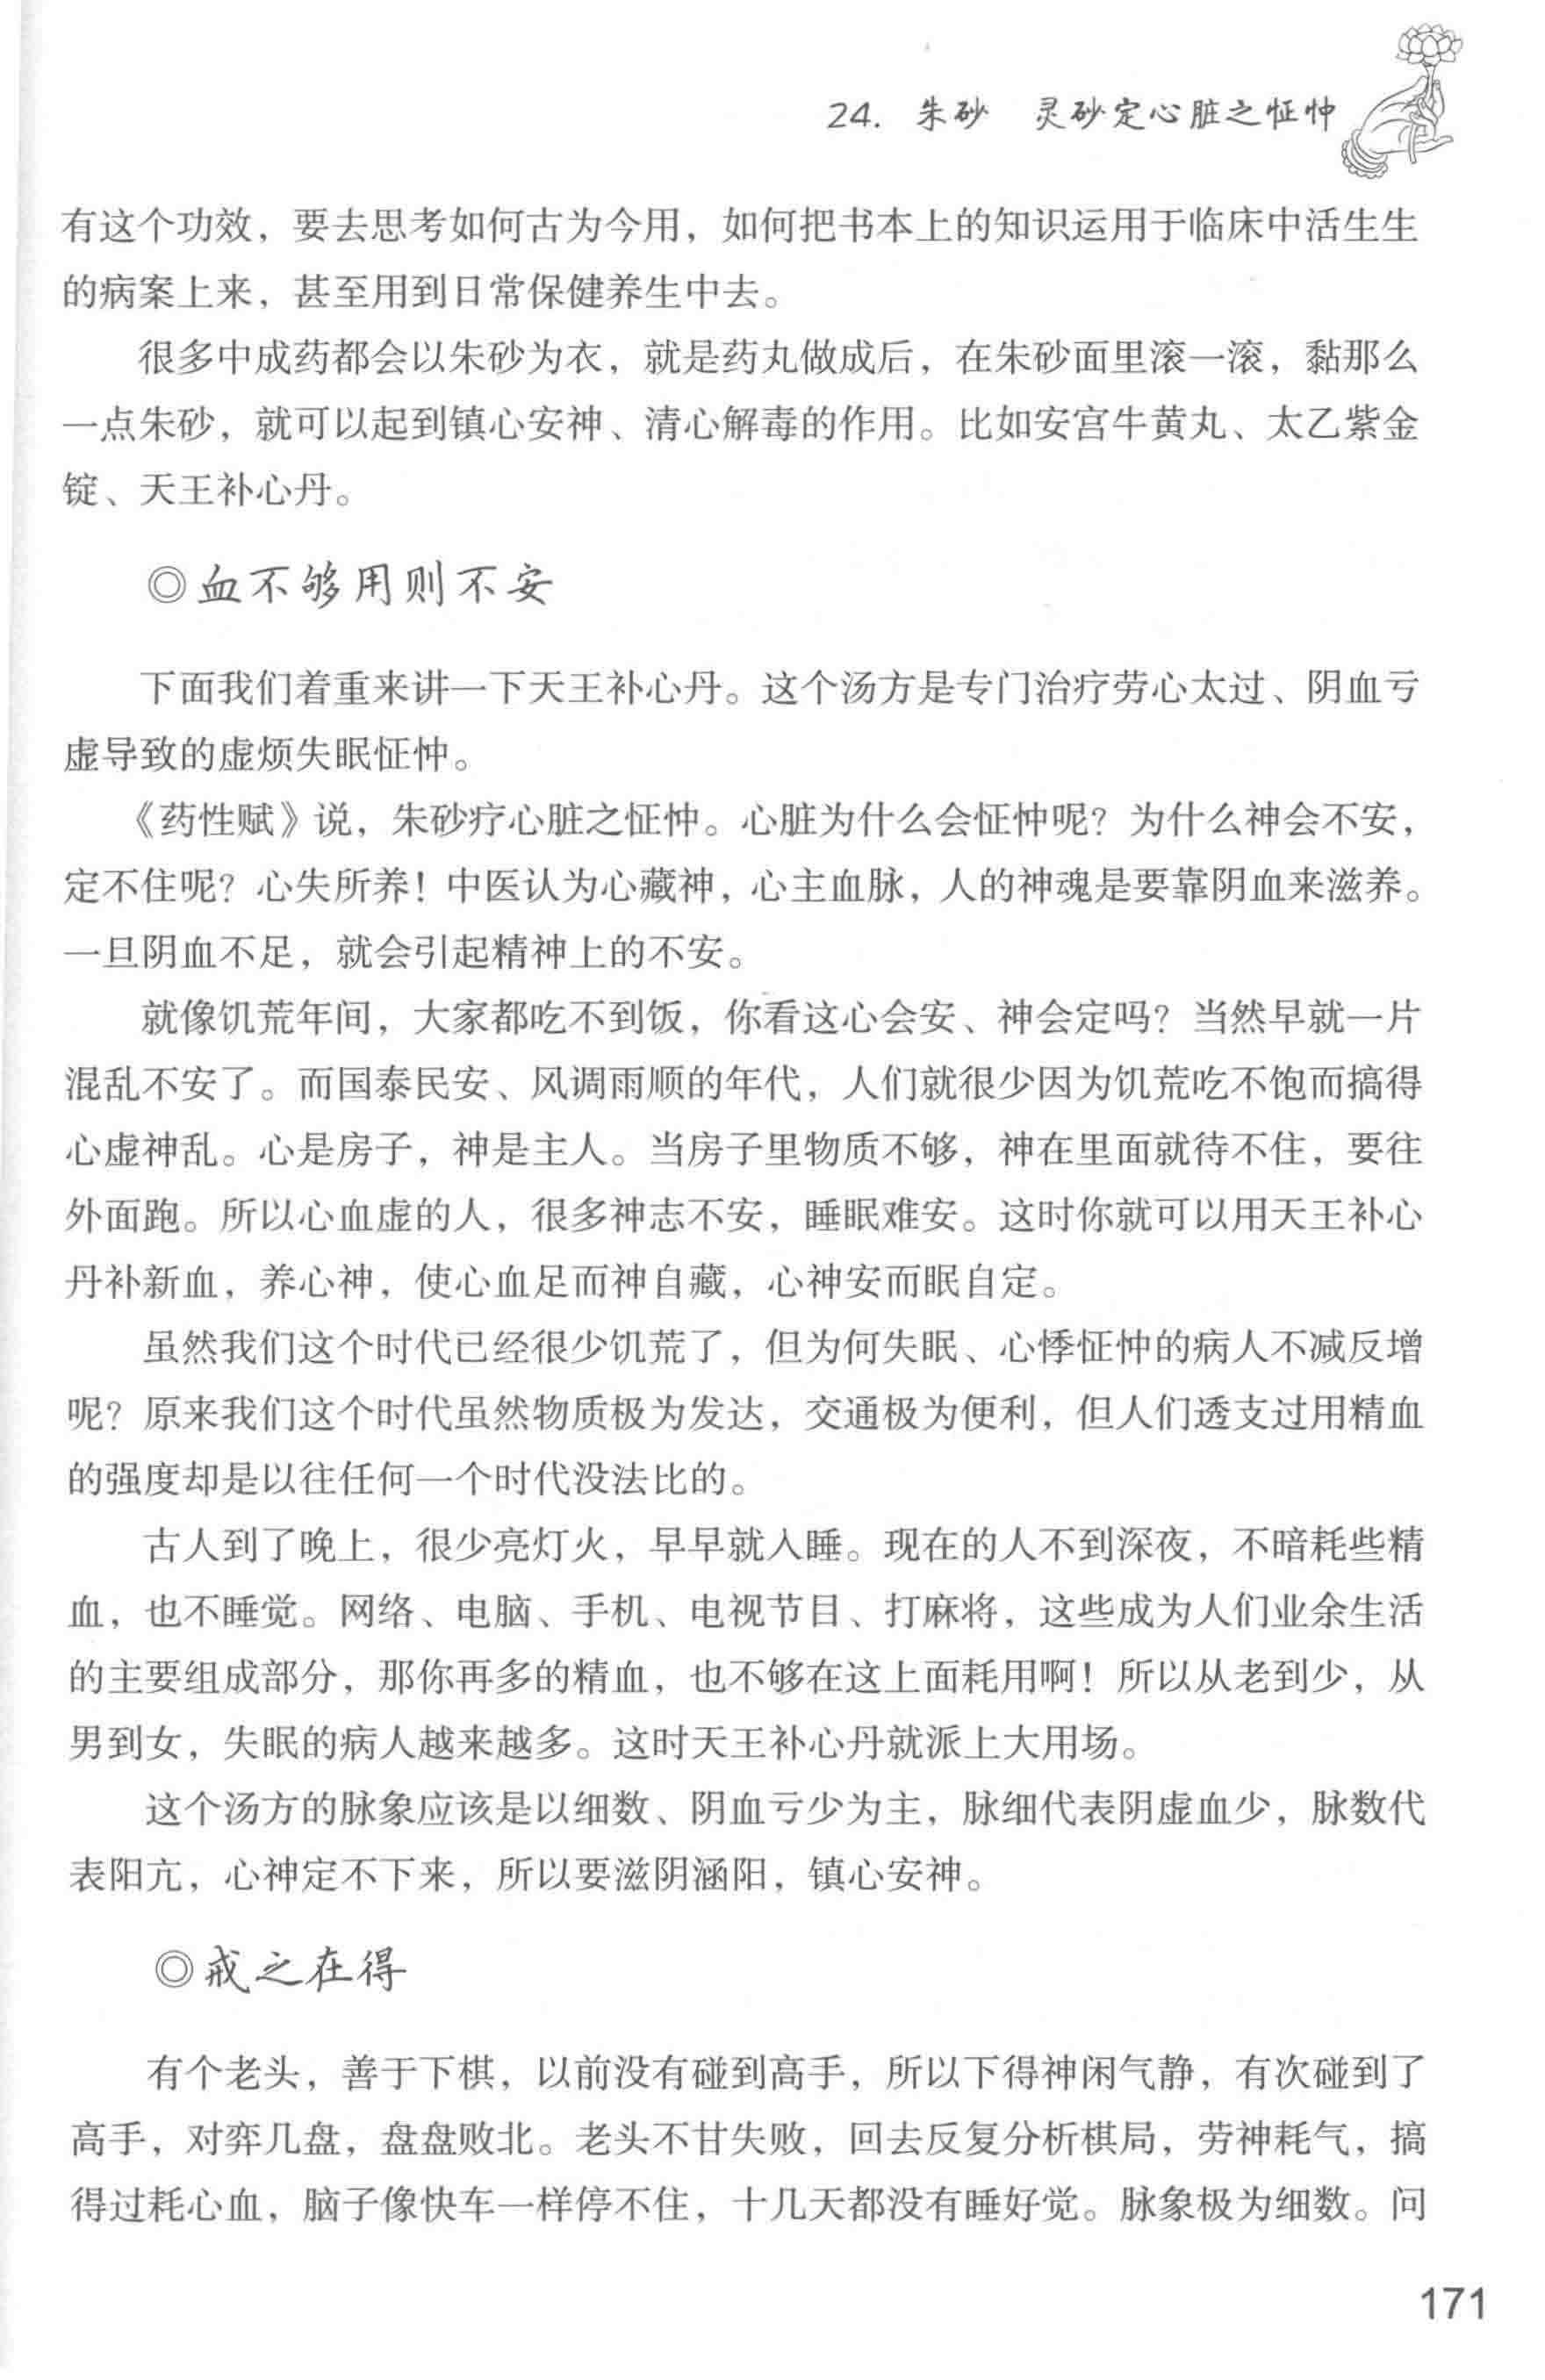 24. 朱砂 灵砂定心脏之怔忡
有这个功效，要去思考如何古为今用，如何把书本上的知识运用于临床中活生生
的病案上来，甚至用到日常保健养生中去。
很多中成药都会以朱砂为衣，就是药丸做成后，在朱砂面里滚一滚，黏那么
一点朱砂，就可以起到镇心安神、清心解毒的作用。比如安宫牛黄丸、太乙紫金
锭、天王补心丹。
◎血不够用则不安
下面我们着重来讲一下天王补心丹。这个汤方是专门治疗劳心太过、阴血亏
虚导致的虚烦失眠怔忡。
《药性赋》说，朱砂疗心脏之怔忡。心脏为什么会怔忡呢？为什么神会不安，
定不住呢？心失所养！中医认为心藏神，心主血脉，人的神魂是要靠阴血来滋养。
一旦阴血不足，就会引起精神上的不安。
就像饥荒年间，大家都吃不到饭，你看这心会安、神会定吗？当然早就一片
混乱不安了。而国泰民安、风调雨顺的年代，人们就很少因为饥荒吃不饱而搞得
心虚神乱。心是房子，神是主人。当房子里物质不够，神在里面就待不住，要往
外面跑。所以心血虚的人，很多神志不安，睡眠难安。这时你就可以用天王补心
丹补新血，养心神，使心血足而神自藏，心神安而眠自定。
虽然我们这个时代已经很少饥荒了，但为何失眠、心悸怔忡的病人不减反增
呢？原来我们这个时代虽然物质极为发达，交通极为便利，但人们透支过用精血
的强度却是以往任何一个时代没法比的。
古人到了晚上，很少亮灯火，早早就入睡。现在的人不到深夜，不暗耗些精
血，也不睡觉。网络、电脑、手机、电视节目、打麻将，这些成为人们业余生活
的主要组成部分，那你再多的精血，也不够在这上面耗用啊！所以从老到少，从
男到女，失眠的病人越来越多。这时天王补心丹就派上大用场。
这个汤方的脉象应该是以细数、阴血亏少为主，脉细代表阴虚血少，脉数代
表阳亢，心神定不下来，所以要滋阴涵阳，镇心安神。
◎戒之在得
有个老头，善于下棋，以前没有碰到高手，所以下得神闲气静，有次碰到了
高手，对弈几盘，盘盘败北。老头不甘失败，回去反复分析棋局，劳神耗气，搞
得过耗心血，脑子像快车一样停不住，十几天都没有睡好觉。脉象极为细数。问
171